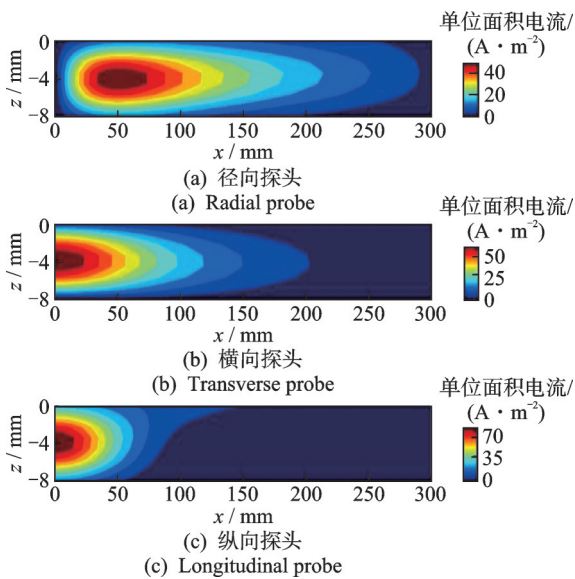 单位面积电流/
(A·m⁻²)
0
z / mm
-4
-8
40
20
0
0 50 100 150 200 250 300
x / mm
(a) 径向探头
(a) Radial probe
单位面积电流/
(A·m⁻²)
0
z / mm
-4
-8
50
25
0
0 50 100 150 200 250 300
x / mm
(b) 横向探头
(b) Transverse probe
单位面积电流/
(A·m⁻²)
0
z / mm
-4
-8
70
35
0
0 50 100 150 200 250 300
x / mm
(c) 纵向探头
(c) Longitudinal probe